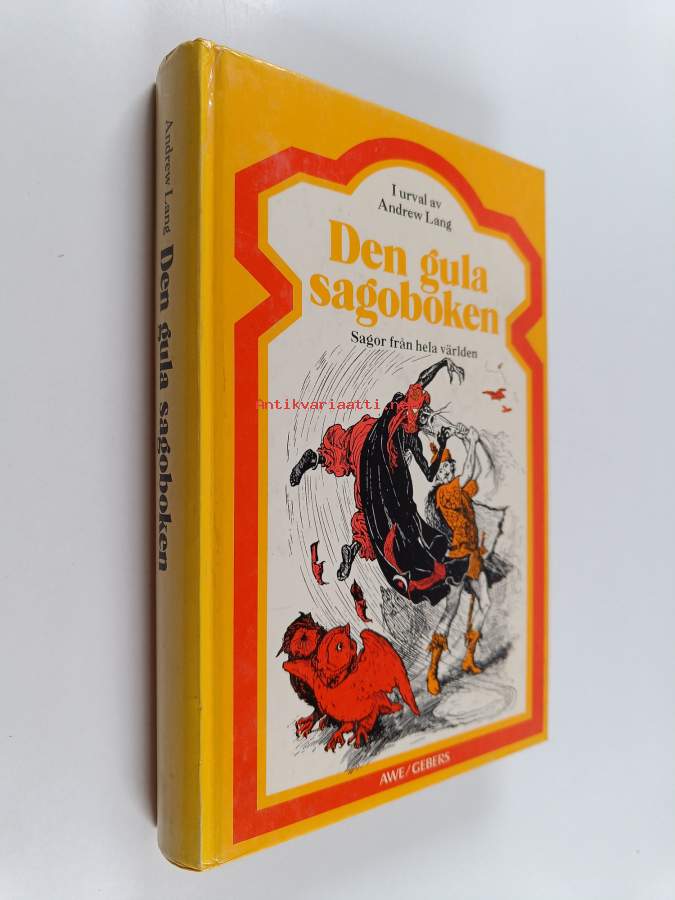 Andrew Lang Den gula sagoboken
I urval av
Andrew Lang
Den gula
sagoboken
Sagor från hela världen
Antikvariaatti.net
AWE/GEBERS